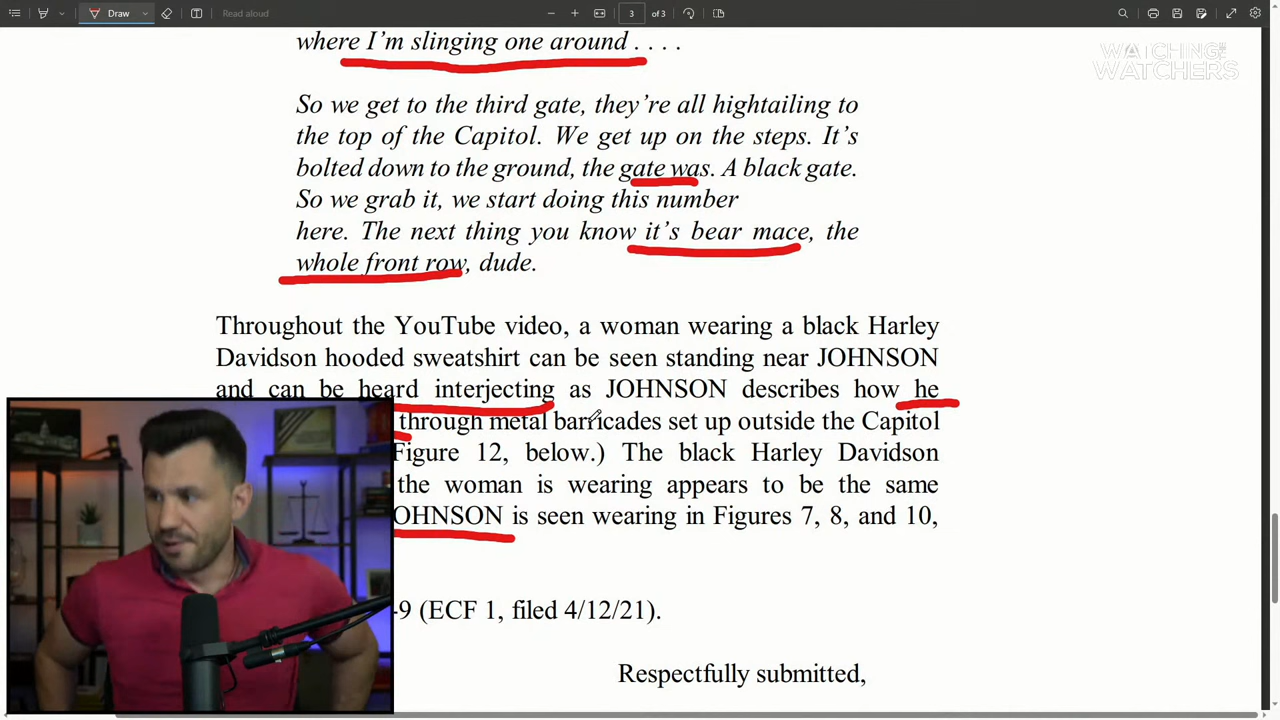 Draw
Read aloud
3
of 3
WATCHING THE
WATCHERS
where I'm slinging one around . . . .
So we get to the third gate, they're all hightailing to
the top of the Capitol. We get up on the steps. It's
bolted down to the ground, the gate was. A black gate.
So we grab it, we start doing this number
here. The next thing you know it's bear mace, the
whole front row, dude.
Throughout the YouTube video, a woman wearing a black Harley
Davidson hooded sweatshirt can be seen standing near JOHNSON
and can be heard interjecting as JOHNSON describes how he
through metal barricades set up outside the Capitol
Figure 12, below.) The black Harley Davidson
the woman is wearing appears to be the same
OHNSON is seen wearing in Figures 7, 8, and 10,
-9 (ECF 1, filed 4/12/21).
Respectfully submitted,